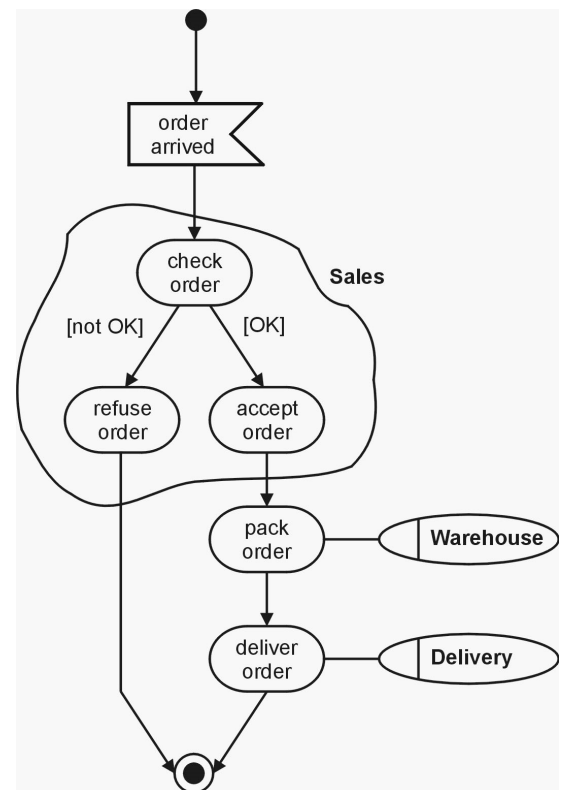 order
arrived
check
order
Sales
[not OK]
[OK]
refuse
order
accept
order
pack
order
Warehouse
deliver
order
Delivery